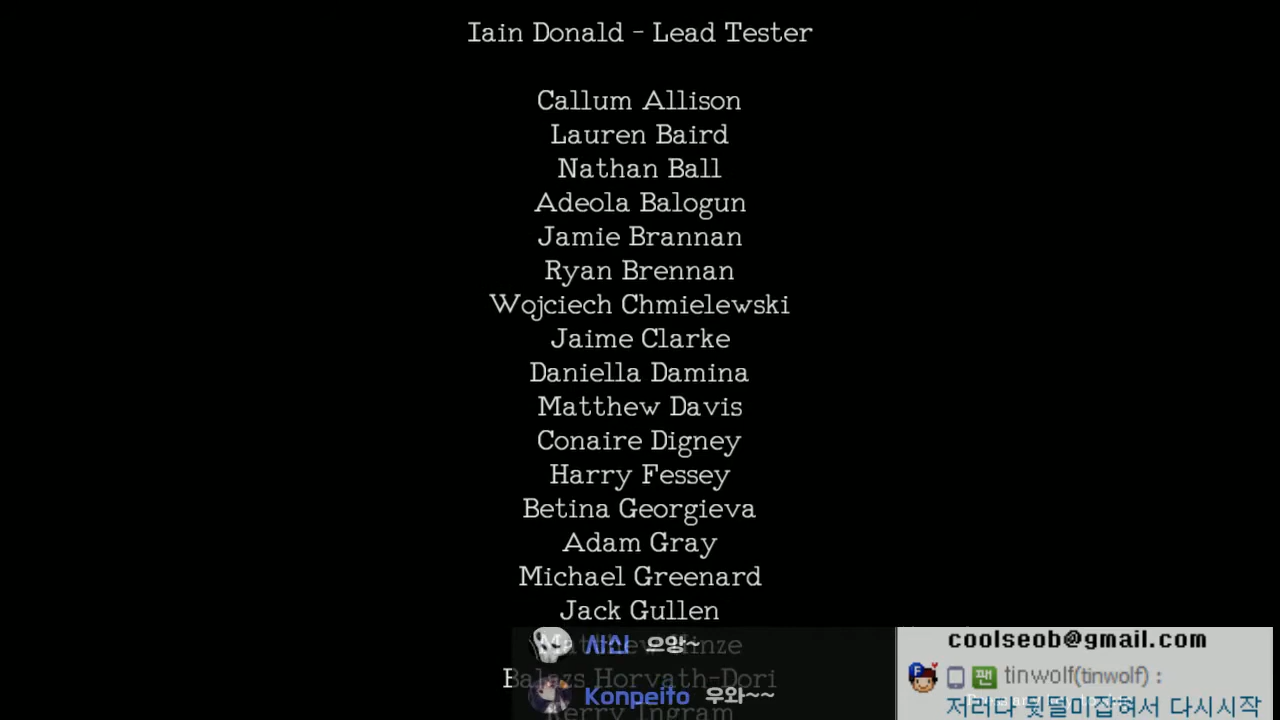 Iain Donald - Lead Tester
Callum Allison
Lauren Baird
Nathan Ball
Adeola Balogun
Jamie Brannan
Ryan Brennan
Wojciech Chmielewski
Jaime Clarke
Daniella Damina
Matthew Davis
Conaire Digney
Harry Fessey
Betina Georgieva
Adam Gray
Michael Greenard
Jack Gullen
으앙~
Balazs Horvath-Dori
Konpeito 우와~~
Kerry Ingram
coolseob@gmail.com
팬 tinwolf(tinwolf) :
저러다 뒷덜미잡혀서 다시시작